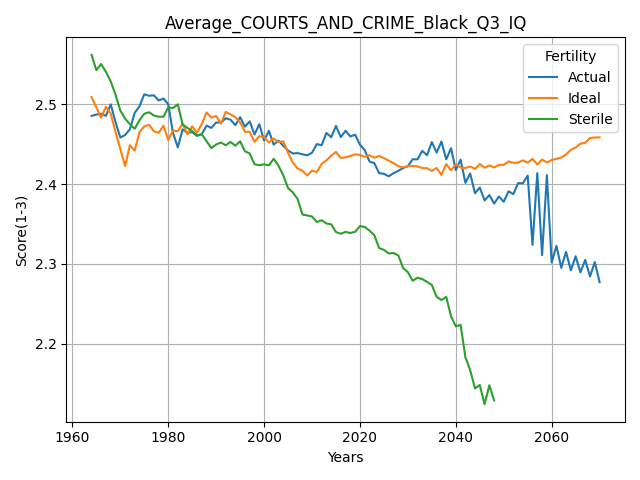 Average_COURTS_AND_CRIME_Black_Q3_IQ
Fertility
Actual
Ideal
Sterile
Score(1-3)
2.5
2.4
2.3
2.2
1960 1980 2000 2020 2040 2060
Years